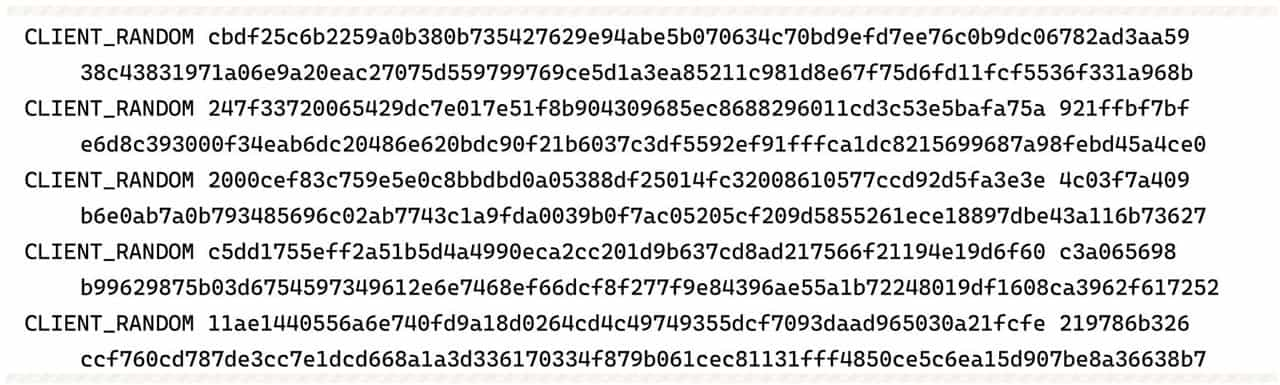 CLIENT_RANDOM cbdf25c6b2259a0b380b735427629e94abe5b070634c70bd9efd7ee76c0b9dc06782ad3aa59
38c43831971a06e9a20eac27075d559799769ce5d1a3ea85211c981d8e67f75d6fd11fcf5536f331a968b
CLIENT_RANDOM 247f33720065429dc7e017e51f8b904309685ec8688296011cd3c53e5bafa75a 921ffbf7bf
e6d8c393000f34eab6dc20486e620bdc90f21b6037c3df5592ef91fffca1dc8215699687a98febd45a4ce0
CLIENT_RANDOM 2000cef83c759e5e0c8bbdbd0a05388df25014fc32008610577ccd92d5fa3e3e 4c03f7a409
b6e0ab7a0b793485696c02ab7743c1a9fda0039b0f7ac05205cf209d5855261ece18897dbe43a116b73627
CLIENT_RANDOM c5dd1755eff2a51b5d4a4990eca2cc201d9b637cd8ad217566f21194e19d6f60 c3a065698
b99629875b03d6754597349612e6e7468ef66dcf8f277f9e84396ae55a1b72248019df1608ca3962f617252
CLIENT_RANDOM 11ae1440556a6e740fd9a18d0264cd4c49749355dcf7093daad965030a21fcfe 219786b326
ccf760cd787de3cc7e1dcd668a1a3d336170334f879b061cec81131fff4850ce5c6ea15d907be8a36638b7